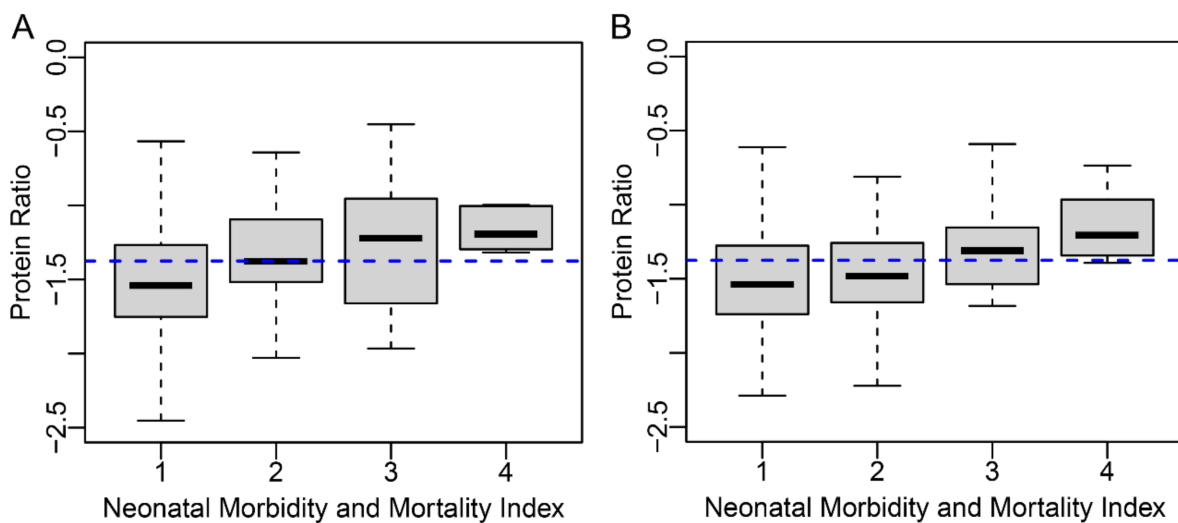 A
Protein Ratio
0.0
−0.5
−1.5
−2.5
1 2 3 4
Neonatal Morbidity and Mortality Index
B
Protein Ratio
0.0
−0.5
−1.5
−2.5
1 2 3 4
Neonatal Morbidity and Mortality Index